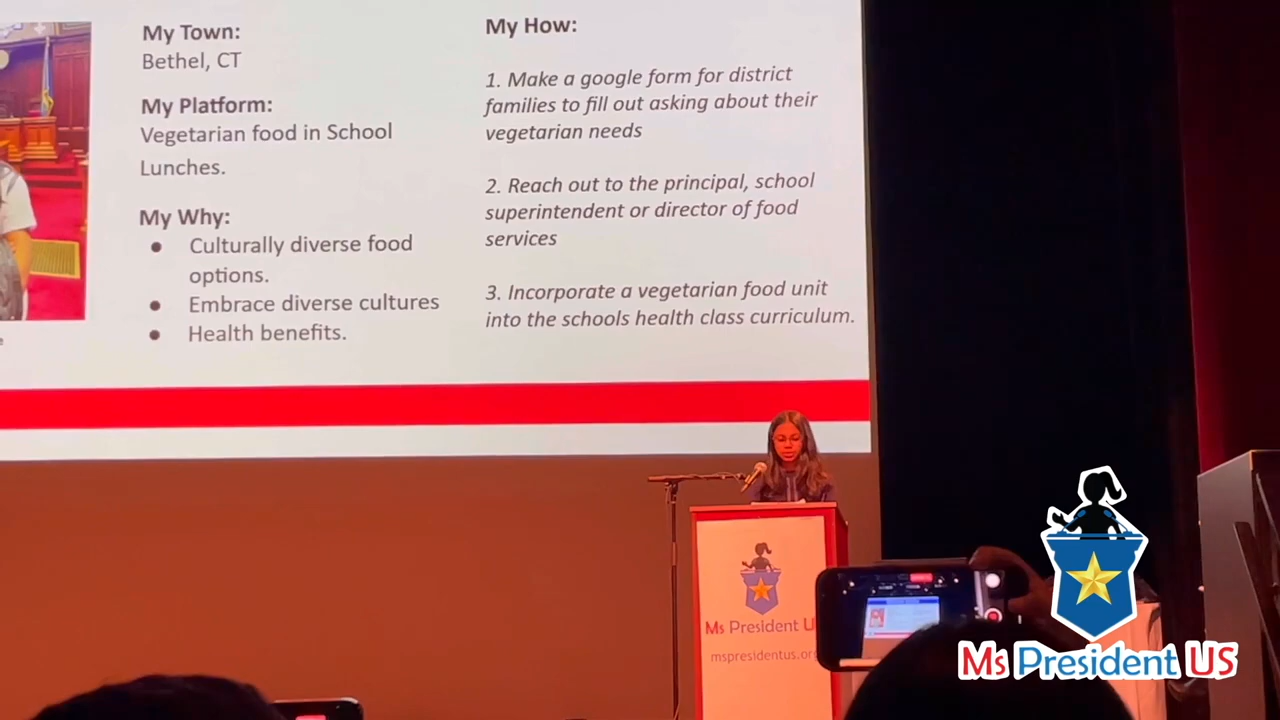 My Town:
Bethel, CT
My Platform:
Vegetarian food in School
Lunches.
My Why:
● Culturally diverse food
options.
● Embrace diverse cultures
● Health benefits.
My How:
1. Make a google form for district
families to fill out asking about their
vegetarian needs
2. Reach out to the principal, school
superintendent or director of food
services
3. Incorporate a vegetarian food unit
into the schools health class curriculum.
Ms President U
mspresidentus.org
Ms President US